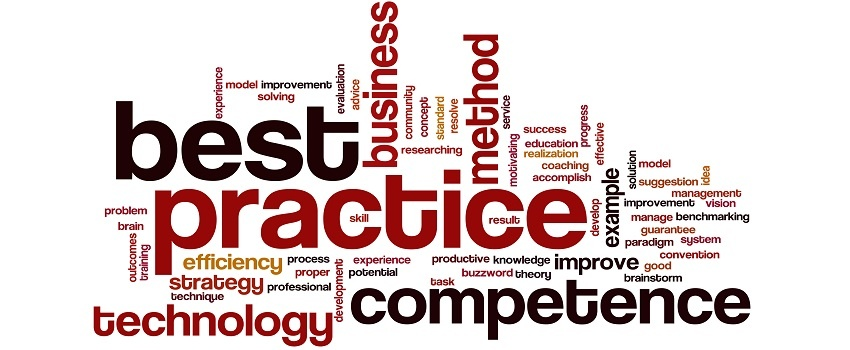 experience
model improvement
solving
evaluation
advice
business
community
concept
standard
resolve
researching
method
service
motivating
success
education
realization
coaching
accomplish
progress
effective
best
practice
skill
result
develop
example
solution
model
suggestion
idea
management
improvement
vision
manage
benchmarking
guarantee
paradigm
system
convention
good
brainstorm
problem
brain
outcomes
training
efficiency
process
experience
productive
knowledge
improve
strategy
proper
potential
buzzword
theory
technique
professional
development
task
competence
technology